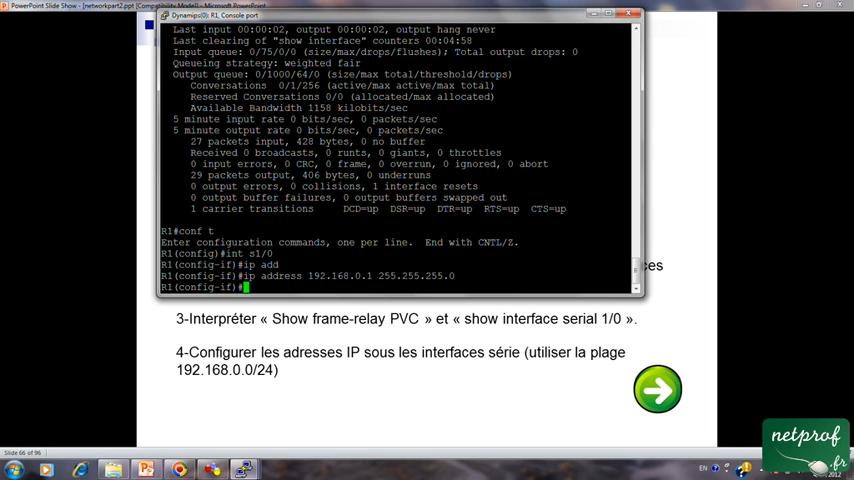 PowerPoint Slide Show - [networkpart2.ppt [Compatibility Mode] - Microsoft PowerPoint
Dynamips(0): R1, Console port
Last input 00:00:02, output 00:00:02, output hang never
Last clearing of "show interface" counters 00:04:58
Input queue: 0/75/0/0 (size/max/drops/flushes); Total output drops: 0
Queueing strategy: weighted fair
Output queue: 0/1000/64/0 (size/max total/threshold/drops)
Conversations 0/1/256 (active/max active/max total)
Reserved Conversations 0/0 (allocated/max allocated)
Available Bandwidth 1158 kilobits/sec
5 minute input rate 0 bits/sec, 0 packets/sec
5 minute output rate 0 bits/sec, 0 packets/sec
27 packets input, 428 bytes, 0 no buffer
Received 0 broadcasts, 0 runts, 0 giants, 0 throttles
0 input errors, 0 CRC, 0 frame, 0 overrun, 0 ignored, 0 abort
29 packets output, 406 bytes, 0 underruns
0 output errors, 0 collisions, 1 interface resets
0 output buffer failures, 0 output buffers swapped out
1 carrier transitions DCD=up DSR=up DTR=up RTS=up CTS=up
R1#conf t
Enter configuration commands, one per line. End with CNTL/Z.
R1(config)#int s1/0
R1(config-if)#ip add
R1(config-if)#ip address 192.168.0.1 255.255.255.0
R1(config-if)#
ces
3-Interpréter « Show frame-relay PVC » et « show interface serial 1/0 ».
4-Configurer les adresses IP sous les interfaces série (utiliser la plage
192.168.0.0/24)
netprof
.fr
Slide 66 of 96
EN
2012